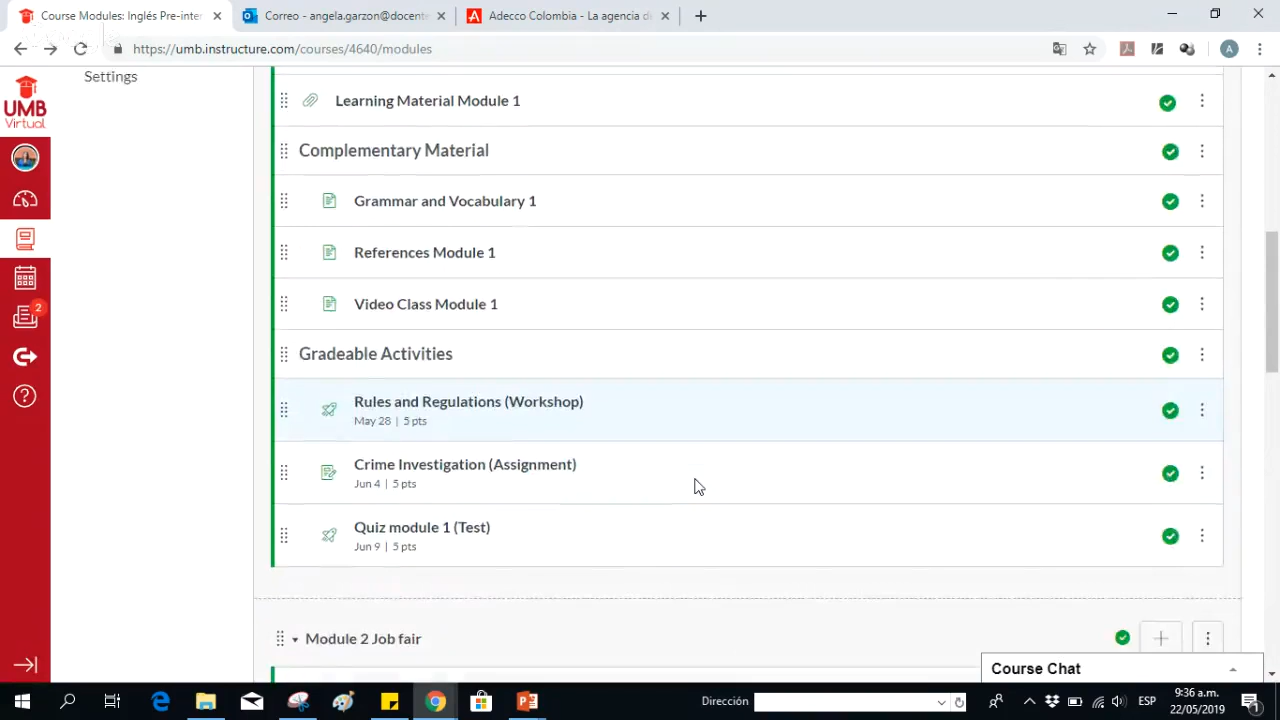 Course Modules: Inglés Pre-inter
Correo - angela.garzon@docente
Adecco Colombia - La agencia de
https://umb.instructure.com/courses/4640/modules
A
UMB
Virtual
2
Settings
Learning Material Module 1
Complementary Material
Grammar and Vocabulary 1
References Module 1
Video Class Module 1
Gradeable Activities
Rules and Regulations (Workshop)
May 28 | 5 pts
Crime Investigation (Assignment)
Jun 4 | 5 pts
Quiz module 1 (Test)
Jun 9 | 5 pts
Module 2 Job fair
Course Chat
Dirección
ESP
9:36 a.m.
22/05/2019
1